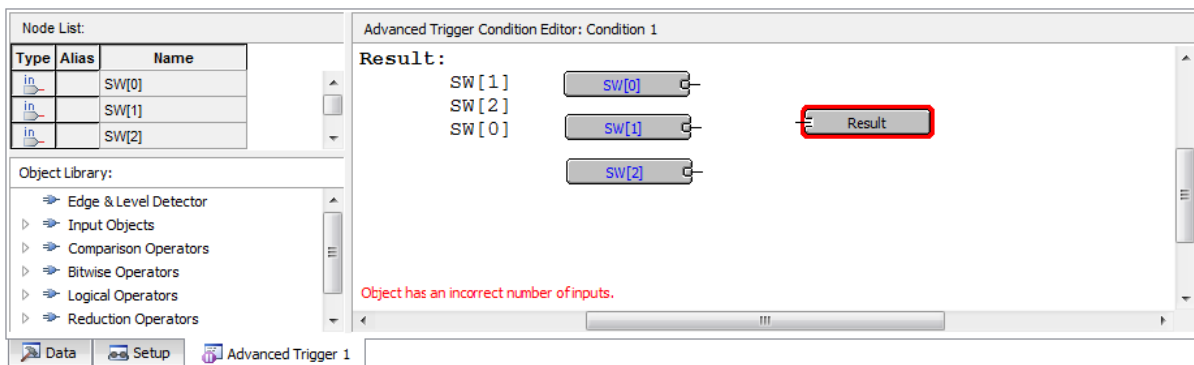 Node List:
Type Alias Name
in SW[0]
in SW[1]
in SW[2]
Object Library:
Edge & Level Detector
Input Objects
Comparison Operators
Bitwise Operators
Logical Operators
Reduction Operators
Advanced Trigger Condition Editor: Condition 1
Result:
SW[1]
SW[2]
SW[0]
SW[0]
SW[1]
SW[2]
Result
Object has an incorrect number of inputs.
Data Setup Advanced Trigger 1